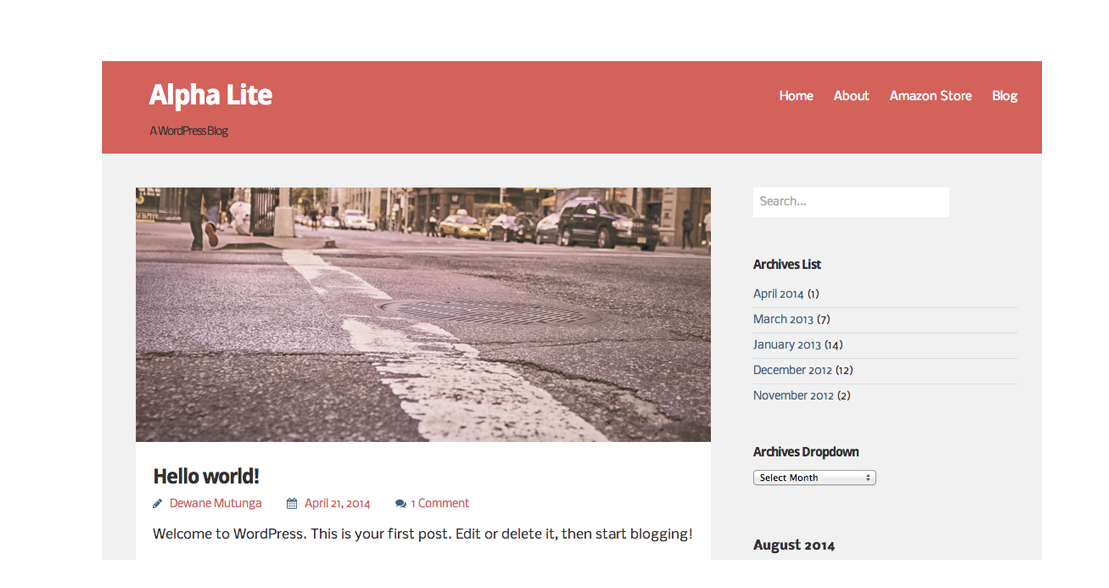 Alpha Lite
A WordPress Blog
Home About Amazon Store Blog
Hello world!
Dewane Mutunga April 21, 2014 1 Comment
Welcome to WordPress. This is your first post. Edit or delete it, then start blogging!
Search...
Archives List
April 2014 (1)
March 2013 (7)
January 2013 (14)
December 2012 (12)
November 2012 (2)
Archives Dropdown
Select Month
August 2014